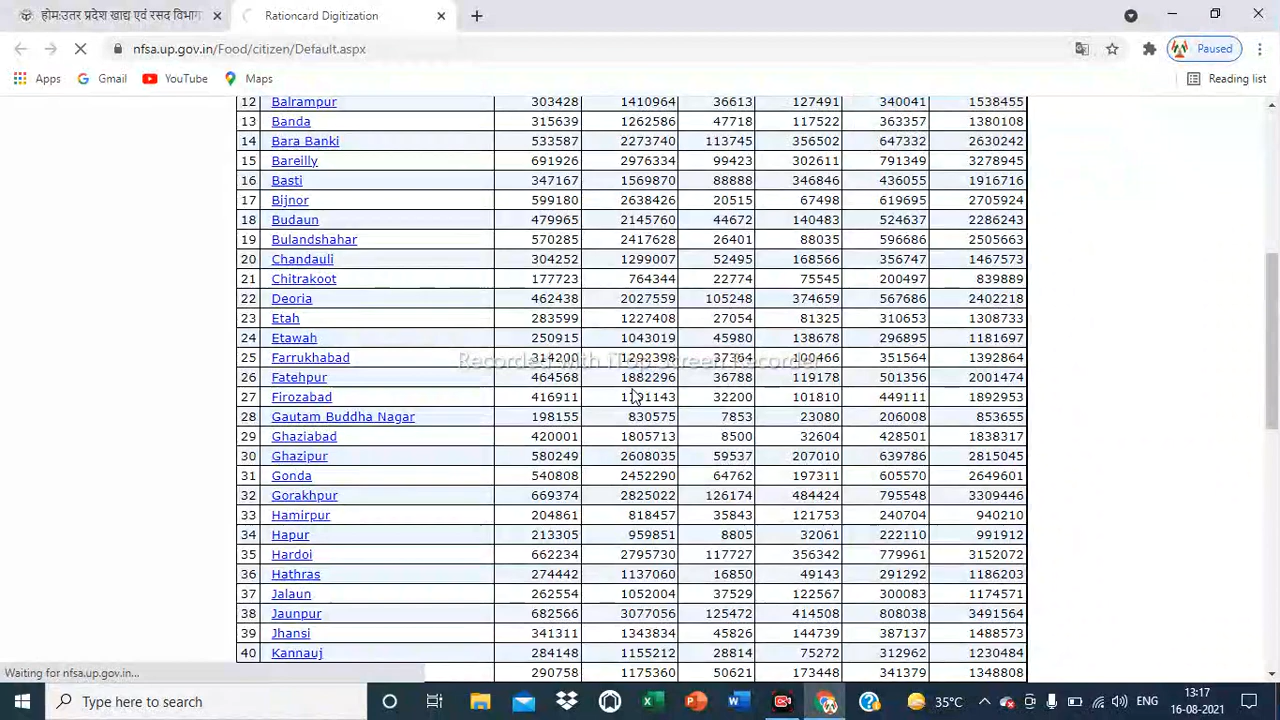 होम:उतर प्रदेश खाद्य एवं रसद विभाग
Rationcard Digitization
nfsa.up.gov.in/Food/citizen/Default.aspx
Paused
Apps Gmail YouTube Maps Reading list
12 Balrampur 303428 1410964 36613 127491 340041 1538455
13 Banda 315639 1262586 47718 117522 363357 1380108
14 Bara Banki 533587 2273740 113745 356502 647332 2630242
15 Bareilly 691926 2976334 99423 302611 791349 3278945
16 Basti 347167 1569870 88888 346846 436055 1916716
17 Bijnor 599180 2638426 20515 67498 619695 2705924
18 Budaun 479965 2145760 44672 140483 524637 2286243
19 Bulandshahar 570285 2417628 26401 88035 596686 2505663
20 Chandauli 304252 1299007 52495 168566 356747 1467573
21 Chitrakoot 177723 764344 22774 75545 200497 839889
22 Deoria 462438 2027559 105248 374659 567686 2402218
23 Etah 283599 1227408 27054 81325 310653 1308733
24 Etawah 250915 1043019 45980 138678 296895 1181697
25 Farrukhabad 314200 1292398 37364 100466 351564 1392864
Recorded with iTop Screen Recorder
26 Fatehpur 464568 1882296 36788 119178 501356 2001474
27 Firozabad 416911 32200 101810 449111 1892953
28 Gautam Buddha Nagar 198155 830575 7853 23080 206008 853655
29 Ghaziabad 420001 1805713 8500 32604 428501 1838317
30 Ghazipur 580249 2608035 59537 207010 639786 2815045
31 Gonda 540808 2452290 64762 197311 605570 2649601
32 Gorakhpur 669374 2825022 126174 484424 795548 3309446
33 Hamirpur 204861 818457 35843 121753 240704 940210
34 Hapur 213305 959851 8805 32061 222110 991912
35 Hardoi 662234 2795730 117727 356342 779961 3152072
36 Hathras 274442 1137060 16850 49143 291292 1186203
37 Jalaun 262554 1052004 37529 122567 300083 1174571
38 Jaunpur 682566 3077056 125472 414508 808038 3491564
39 Jhansi 341311 1343834 45826 144739 387137 1488573
40 Kannauj 284148 1155212 28814 75272 312962 1230484
290758 1175360 50621 173448 341379 1348808
Waiting for nfsa.up.gov.in...
Type here to search
35°C
ENG
13:17
16-08-2021